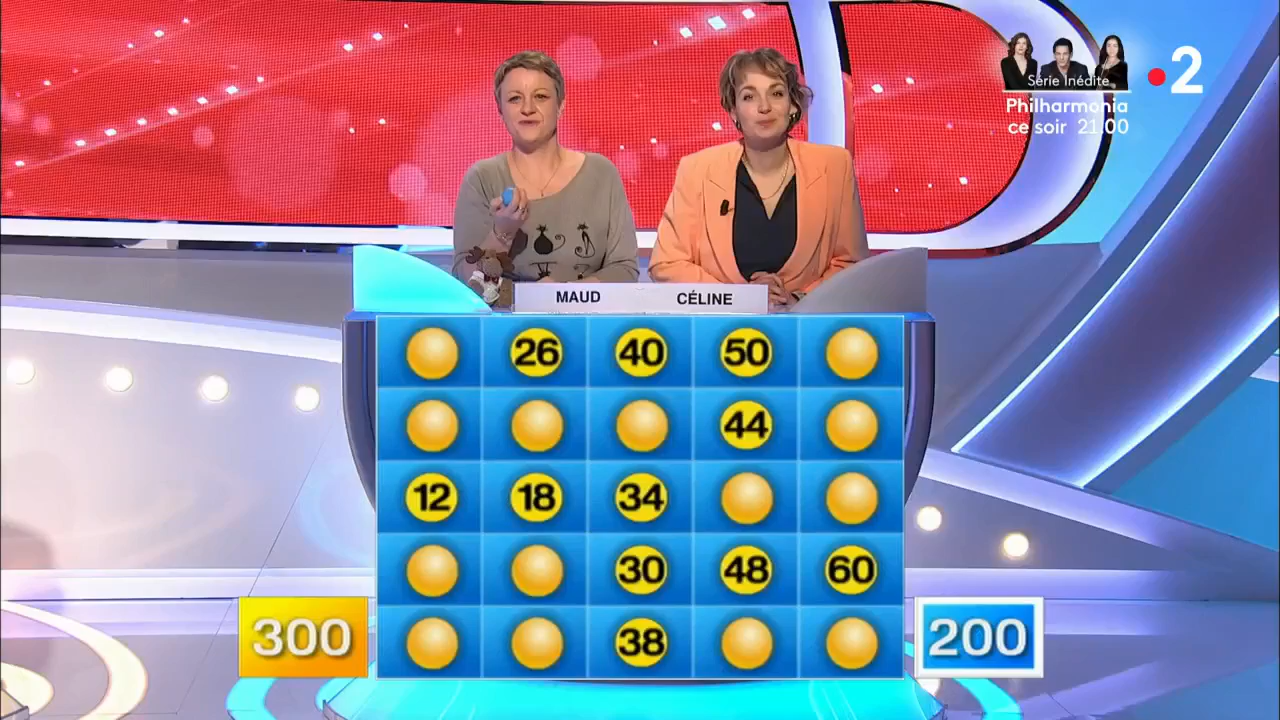 2
Série Inédite
Philharmonia
ce soir 21.00
MAUD CÉLINE
26 40 50
44
12 18 34
30 48 60
38
300 200